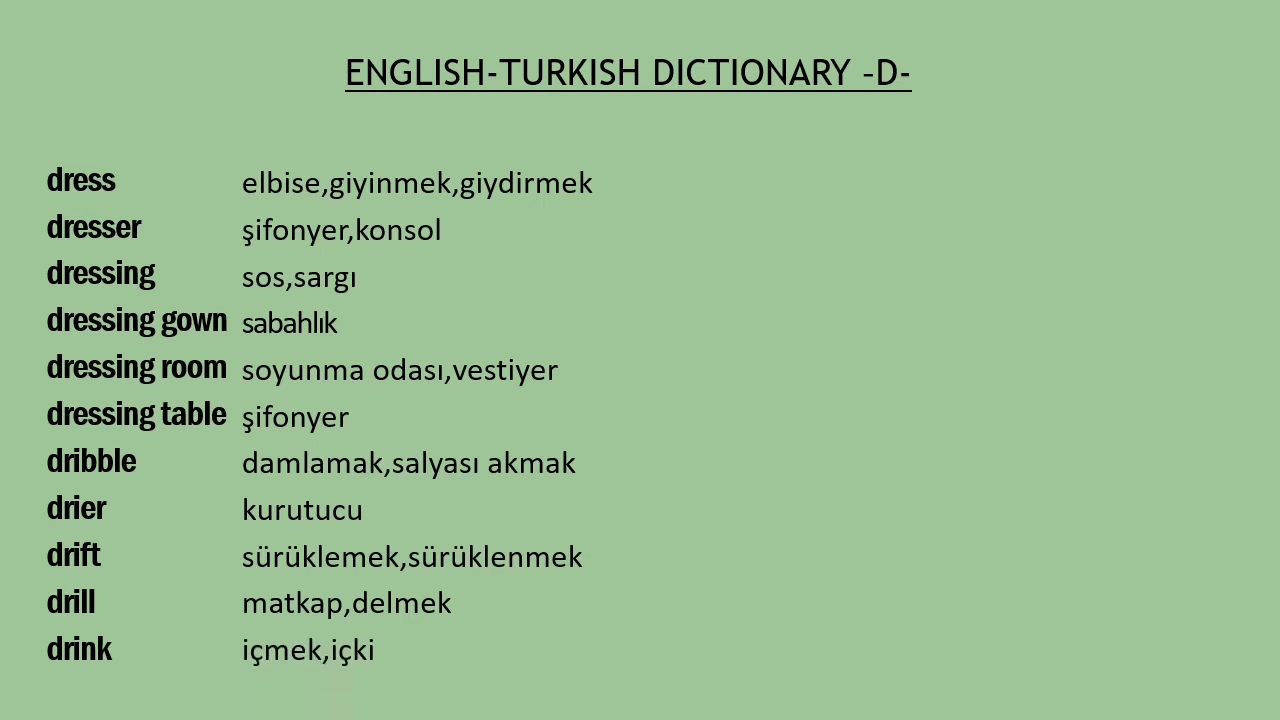 ENGLISH-TURKISH DICTIONARY –D-
dress elbise,giyinmek,giydirmek
dresser şifonyer,konsol
dressing sos,sargı
dressing gown sabahlık
dressing room soyunma odası,vestiyer
dressing table şifonyer
dribble damlamak,salyası akmak
drier kurutucu
drift sürüklemek,sürüklenmek
drill matkap,delmek
drink içmek,içki